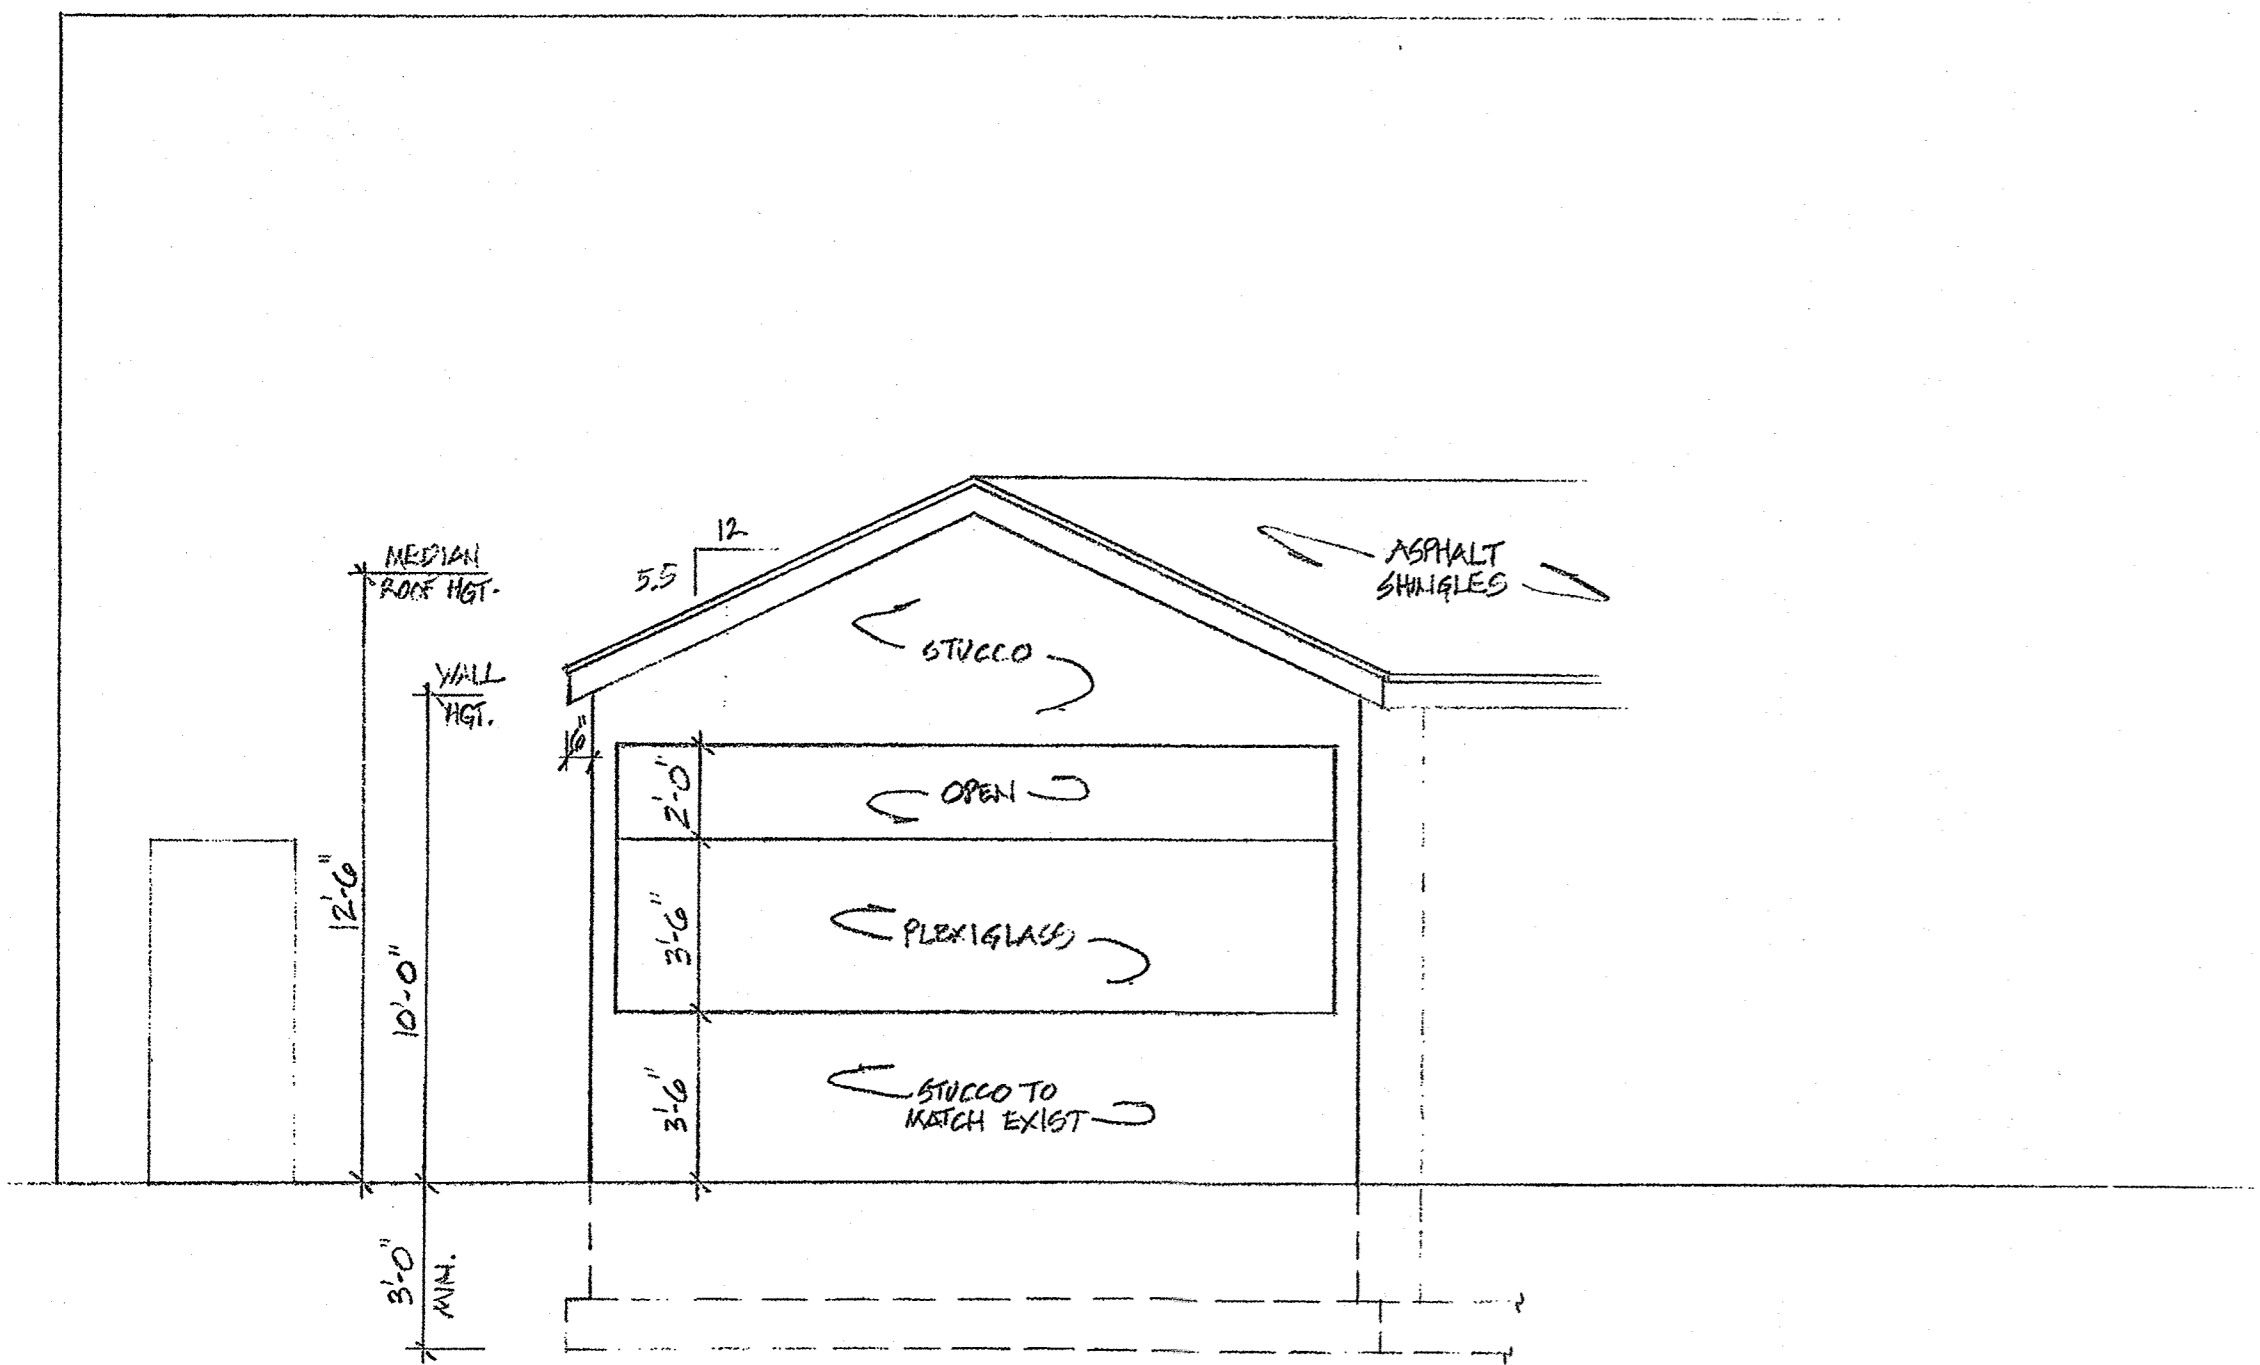 12
5.5
MEDIAN
ROOF HGT.
ASPHALT
SHINGLES
STUCCO
WALL
HGT.
6"
2'-0"
OPEN
12'-6"
3'-6"
PLEXIGLASS
10'-0"
3'-6"
STUCCO TO
MATCH EXIST
3'-0"
MIN.